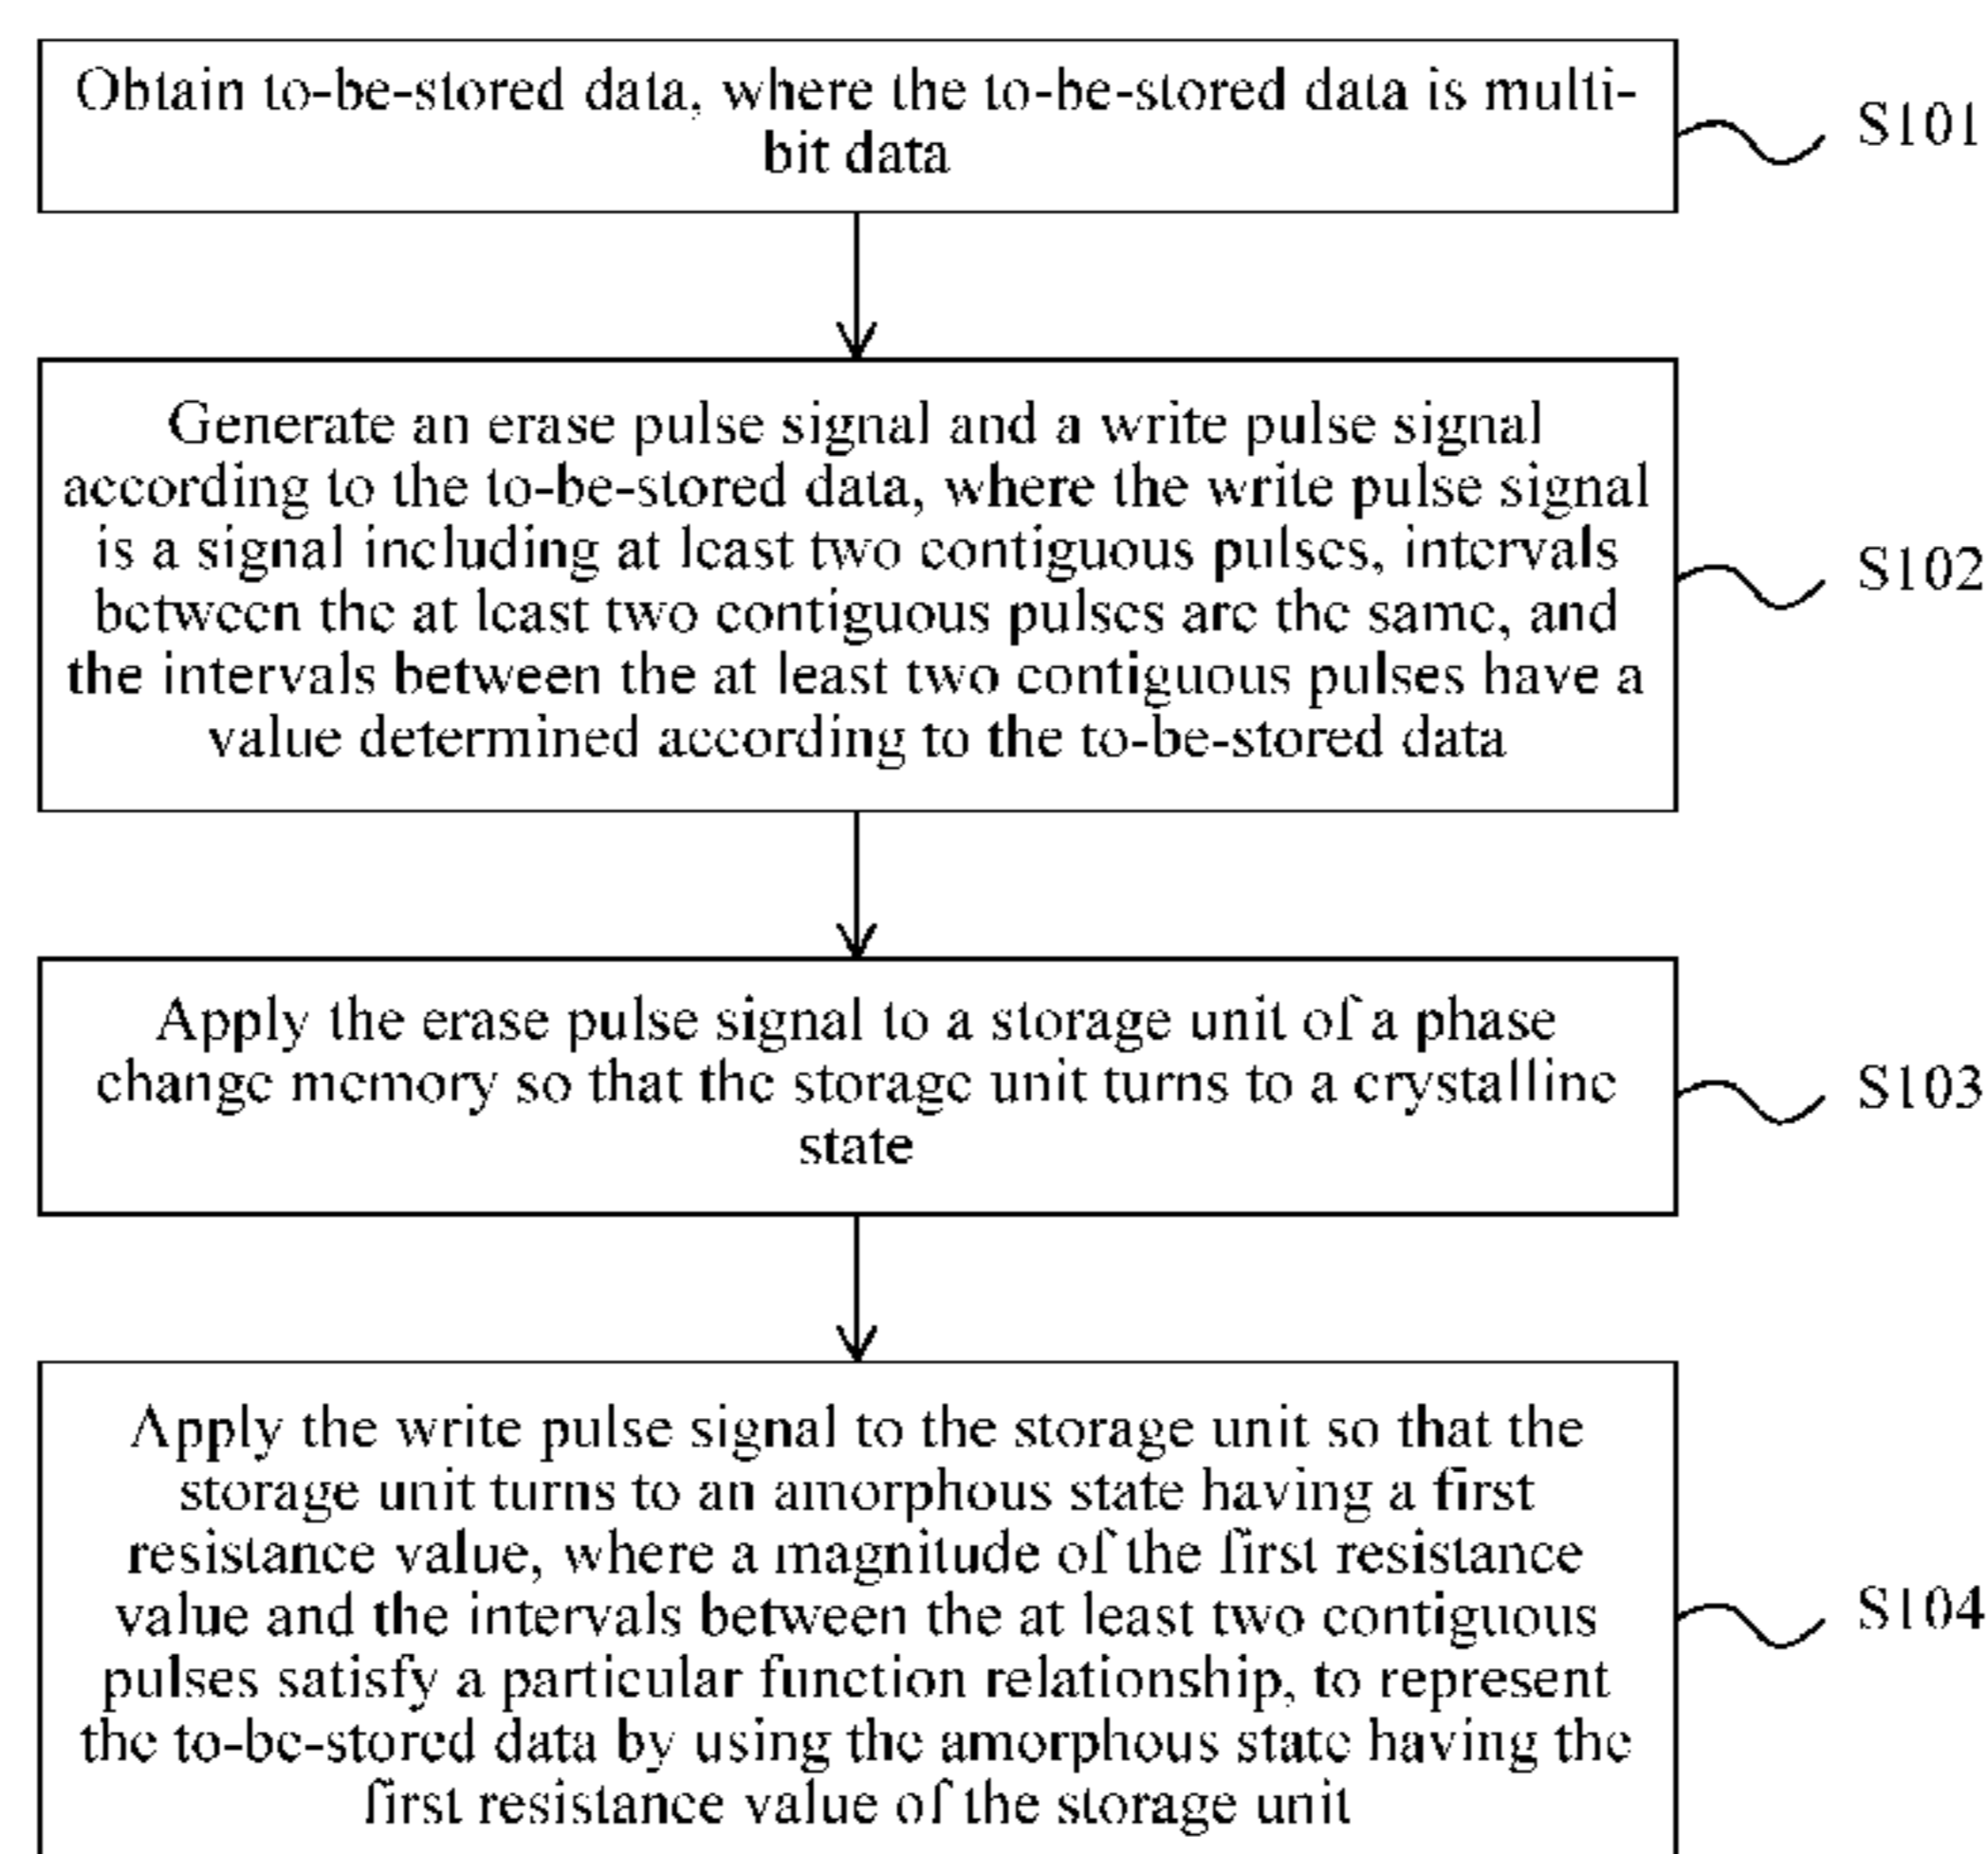 Obtain to-be-stored data, where the to-be-stored data is multi-
bit data
S101
Generate an erase pulse signal and a write pulse signal
according to the to-be-stored data, where the write pulse signal
is a signal including at least two contiguous pulses, intervals
between the at least two contiguous pulses are the same, and
the intervals between the at least two contiguous pulses have a
value determined according to the to-be-stored data
S102
Apply the erase pulse signal to a storage unit of a phase
change memory so that the storage unit turns to a crystalline
state
S103
Apply the write pulse signal to the storage unit so that the
storage unit turns to an amorphous state having a first
resistance value, where a magnitude of the first resistance
value and the intervals between the at least two contiguous
pulses satisfy a particular function relationship, to represent
the to-be-stored data by using the amorphous state having the
first resistance value of the storage unit
S104